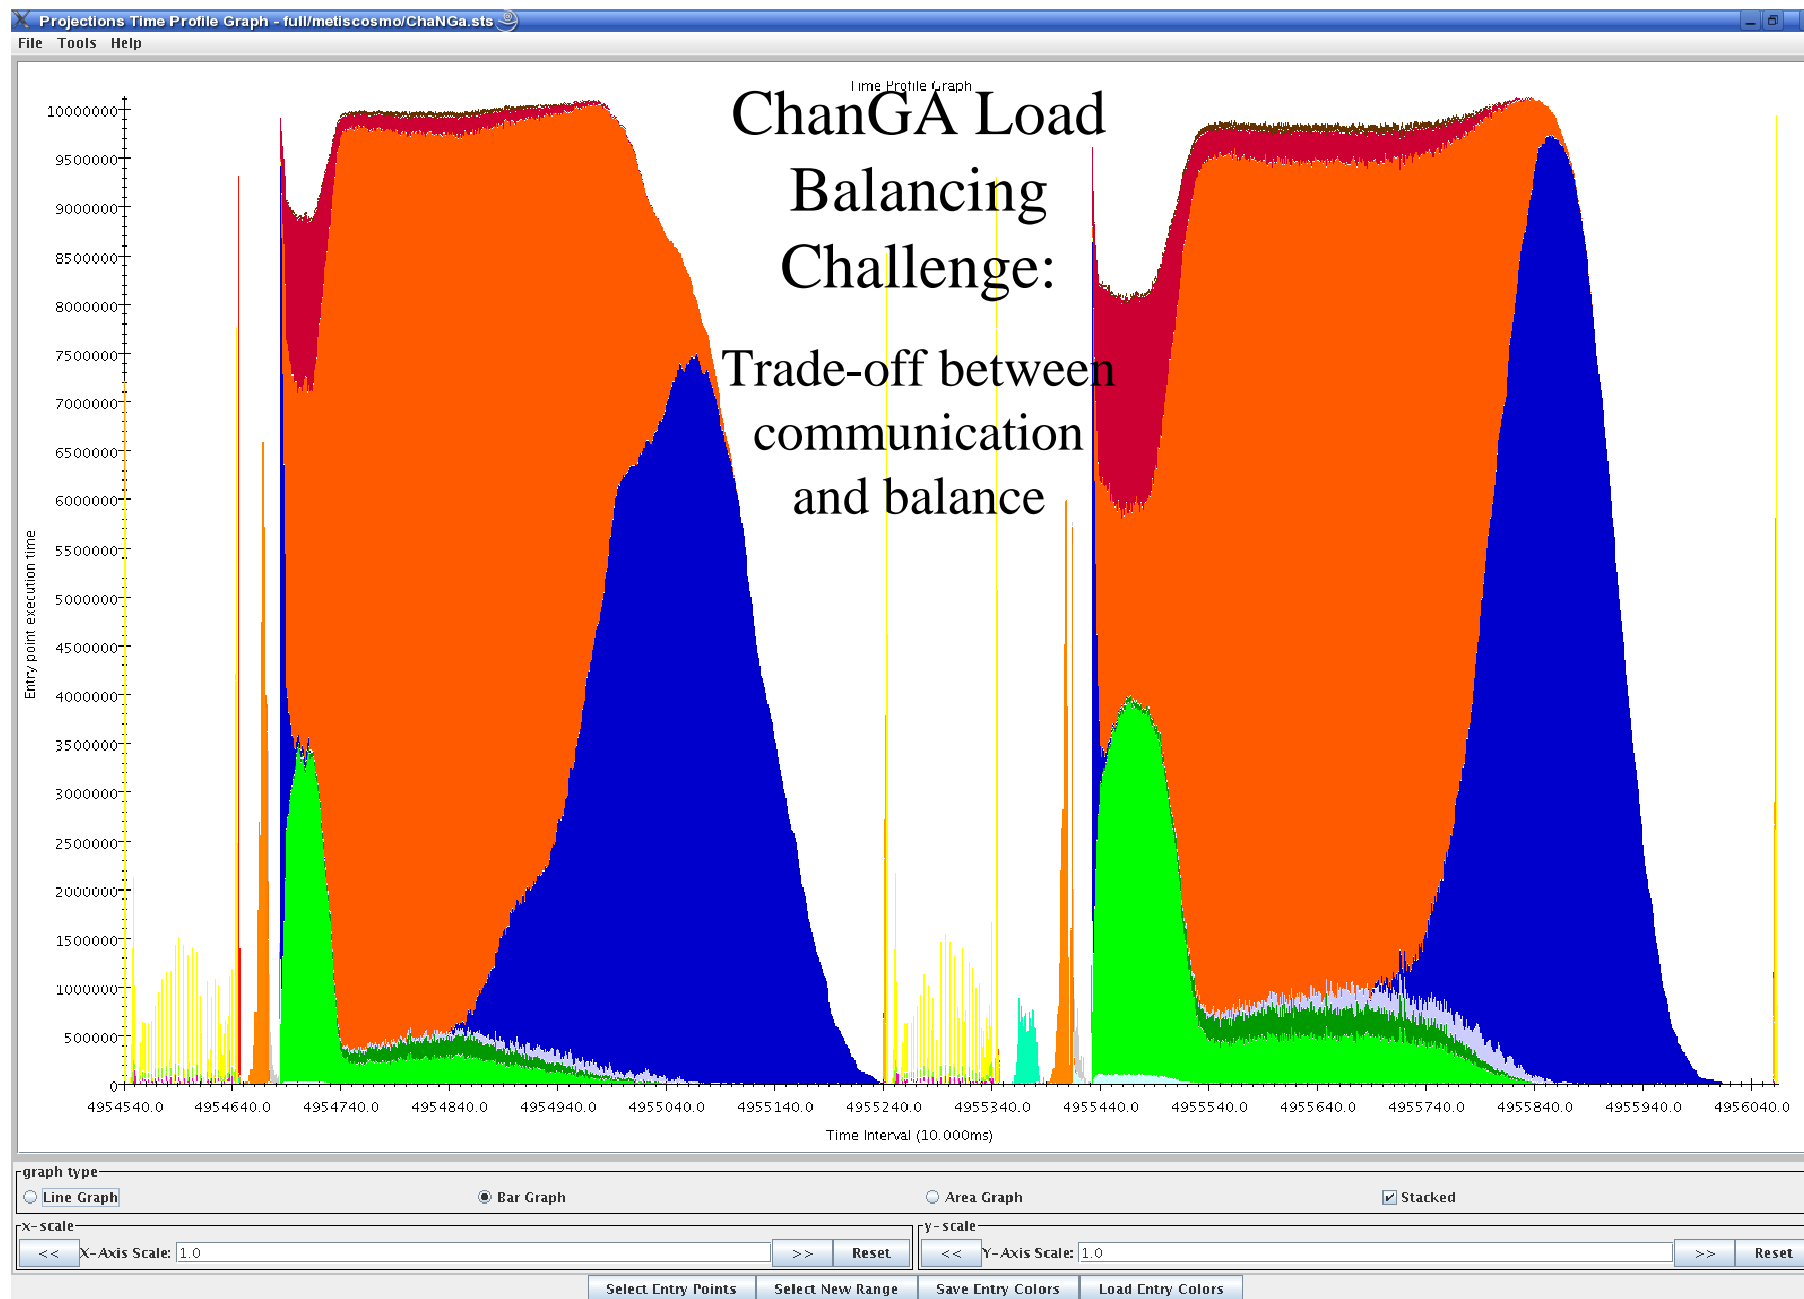 Projections Time Profile Graph - full/metiscosmo/ChaNGa.sts
File Tools Help
Time Profile Graph
ChanGA Load
Balancing
Challenge:
Trade-off between
communication
and balance
Entry point execution time
10000000
9500000
9000000
8500000
8000000
7500000
7000000
6500000
6000000
5500000
5000000
4500000
4000000
3500000
3000000
2500000
2000000
1500000
1000000
500000
0
4954540.0 4954640.0 4954740.0 4954840.0 4954940.0 4955040.0 4955140.0 4955240.0 4955340.0 4955440.0 4955540.0 4955640.0 4955740.0 4955840.0 4955940.0 4956040.0
Time Interval (10.000ms)
graph type
Line Graph Bar Graph Area Graph Stacked
x-scale y-scale
<< X-Axis Scale: 1.0 >> Reset << Y-Axis Scale: 1.0 >> Reset
Select Entry Points Select New Range Save Entry Colors Load Entry Colors